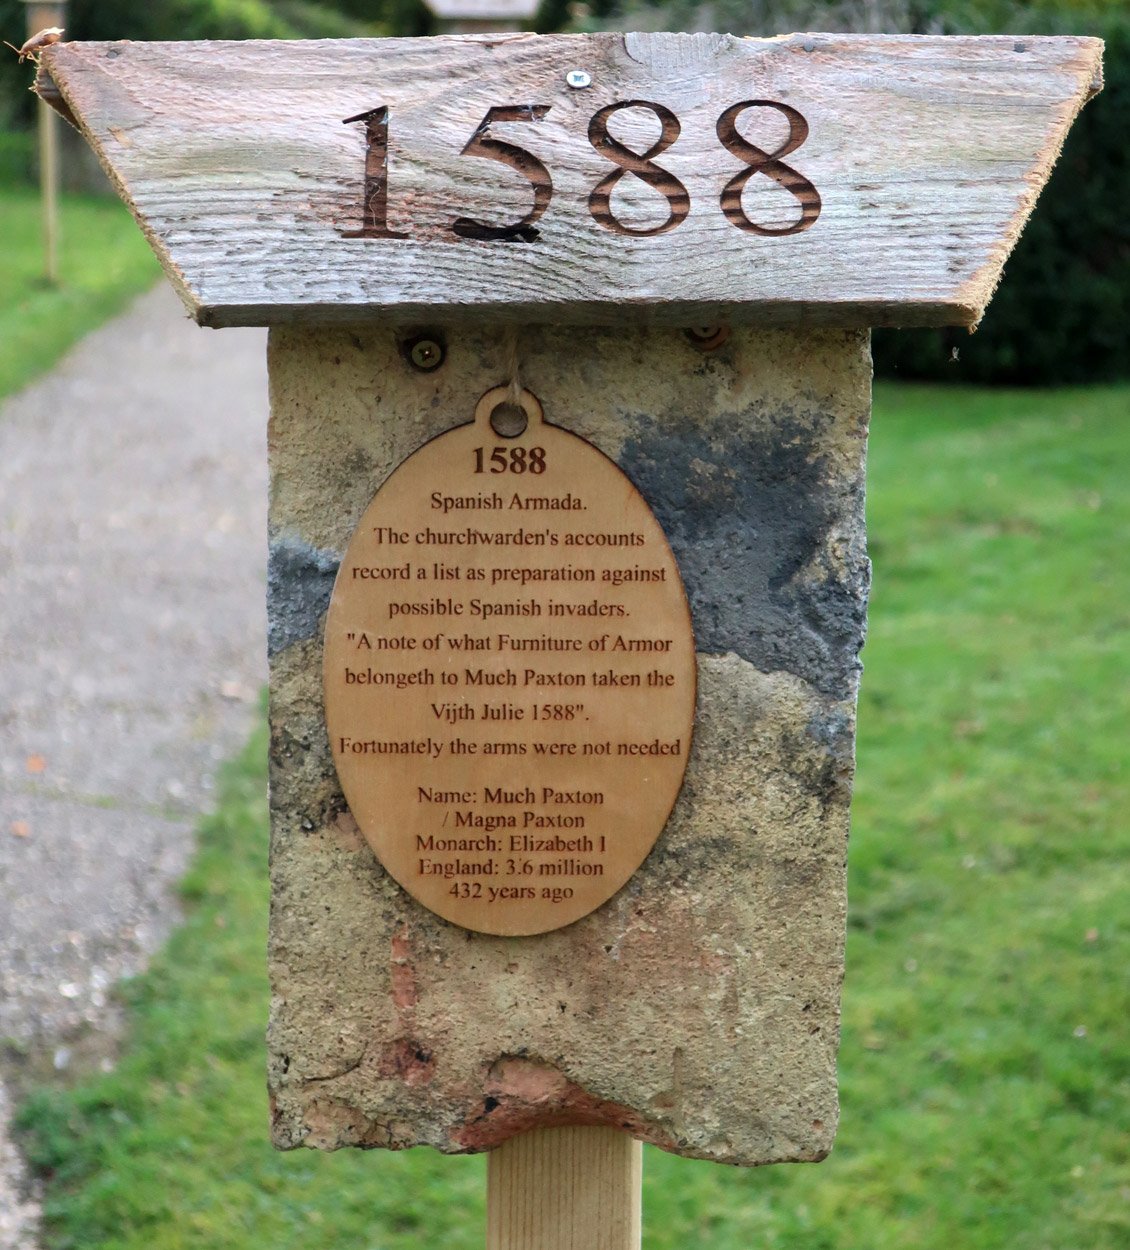 1588
1588
Spanish Armada.
The churchwarden's accounts
record a list as preparation against
possible Spanish invaders.
"A note of what Furniture of Armor
belongeth to Much Paxton taken the
Vijth Julie 1588".
Fortunately the arms were not needed
Name: Much Paxton
/ Magna Paxton
Monarch: Elizabeth I
England: 3.6 million
432 years ago